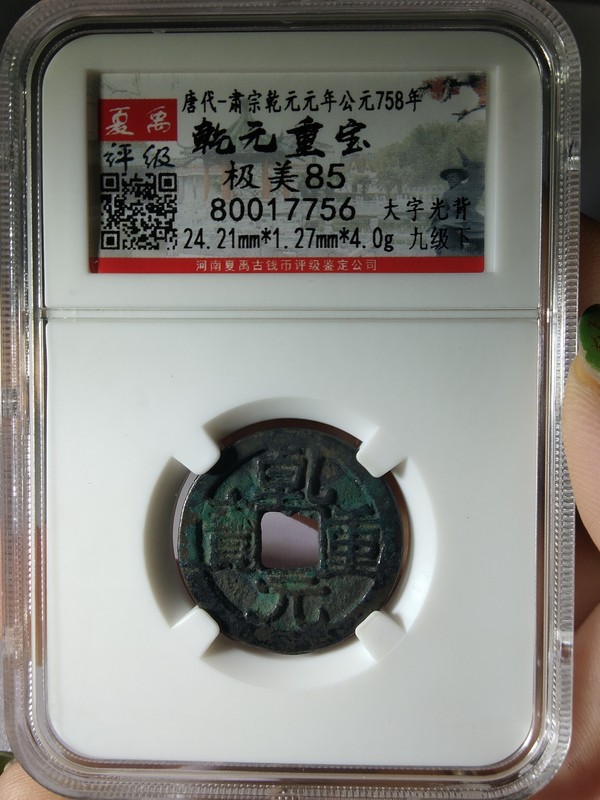 唐代-肃宗乾元元年公元758年
夏禹
评级
乾元重宝
极美85
80017756 大字光背
24.21mm*1.27mm*4.0g 九级下
河南夏禹古钱币评级鉴定公司
乾
寳 重
元